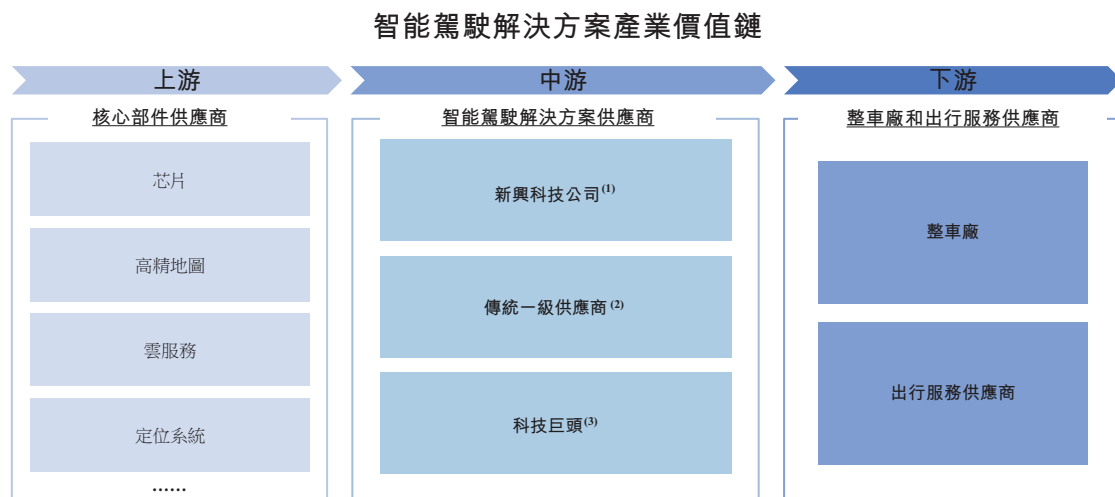 智能駕駛解決方案產業價值鏈
上游
中游
下游
核心部件供應商
芯片
高精地圖
雲服務
定位系統
......
智能駕駛解決方案供應商
新興科技公司(1)
傳統一級供應商(2)
科技巨頭(3)
整車廠和出行服務供應商
整車廠
出行服務供應商